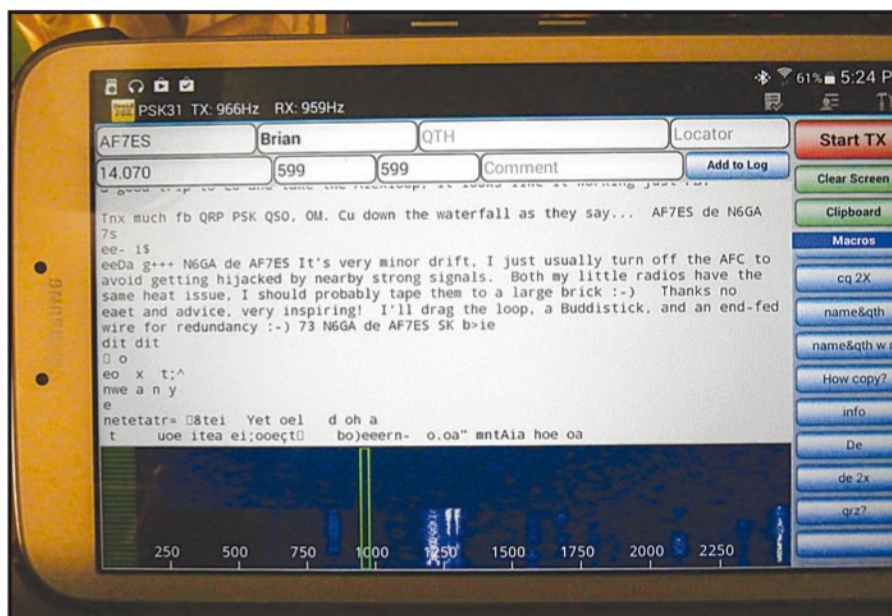 61% 5:24 P
PSK31 TX: 966Hz RX: 959Hz
AF7ES Brian QTH Locator
14.070 599 599 Comment Add to Log
Start TX
Clear Screen
Clipboard
Macros
cq 2X
name&qth
name&qth w
How copy?
info
De
de 2x
qrz?
Tnx much fb QRP PSK QSO, OM. Cu down the waterfall as they say... AF7ES de N6GA
7s
ee- i$
eeDa g+++ N6GA de AF7ES It's very minor drift, I just usually turn off the AFC to
avoid getting hijacked by nearby strong signals. Both my little radios have the
same heat issue, I should probably tape them to a large brick :-) Thanks no
eaet and advice, very inspiring! I'll drag the loop, a Buddistick, and an end-fed
wire for redundancy :-) 73 N6GA de AF7ES SK b>ie
dit dit
o
eo x t;^
nwe a n y
e
netetatr= 8tei Yet oel d oh a
t uoe itea ei;ooeçt bo)eeern- o.oa" mntAia hoe oa
250 500 750 1000 1250 1500 1750 2000 2250
SAMSUNG